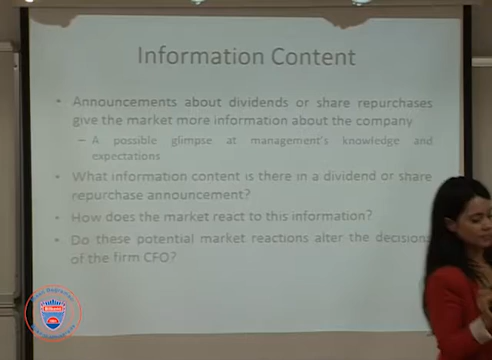 Information Content
• Announcements about dividends or share repurchases
give the market more information about the company
– A possible glimpse at management's knowledge and
expectations
• What information content is there in a dividend or share
repurchase announcement?
• How does the market react to this information?
• Do these potential market reactions alter the decisions
of the firm CFO?